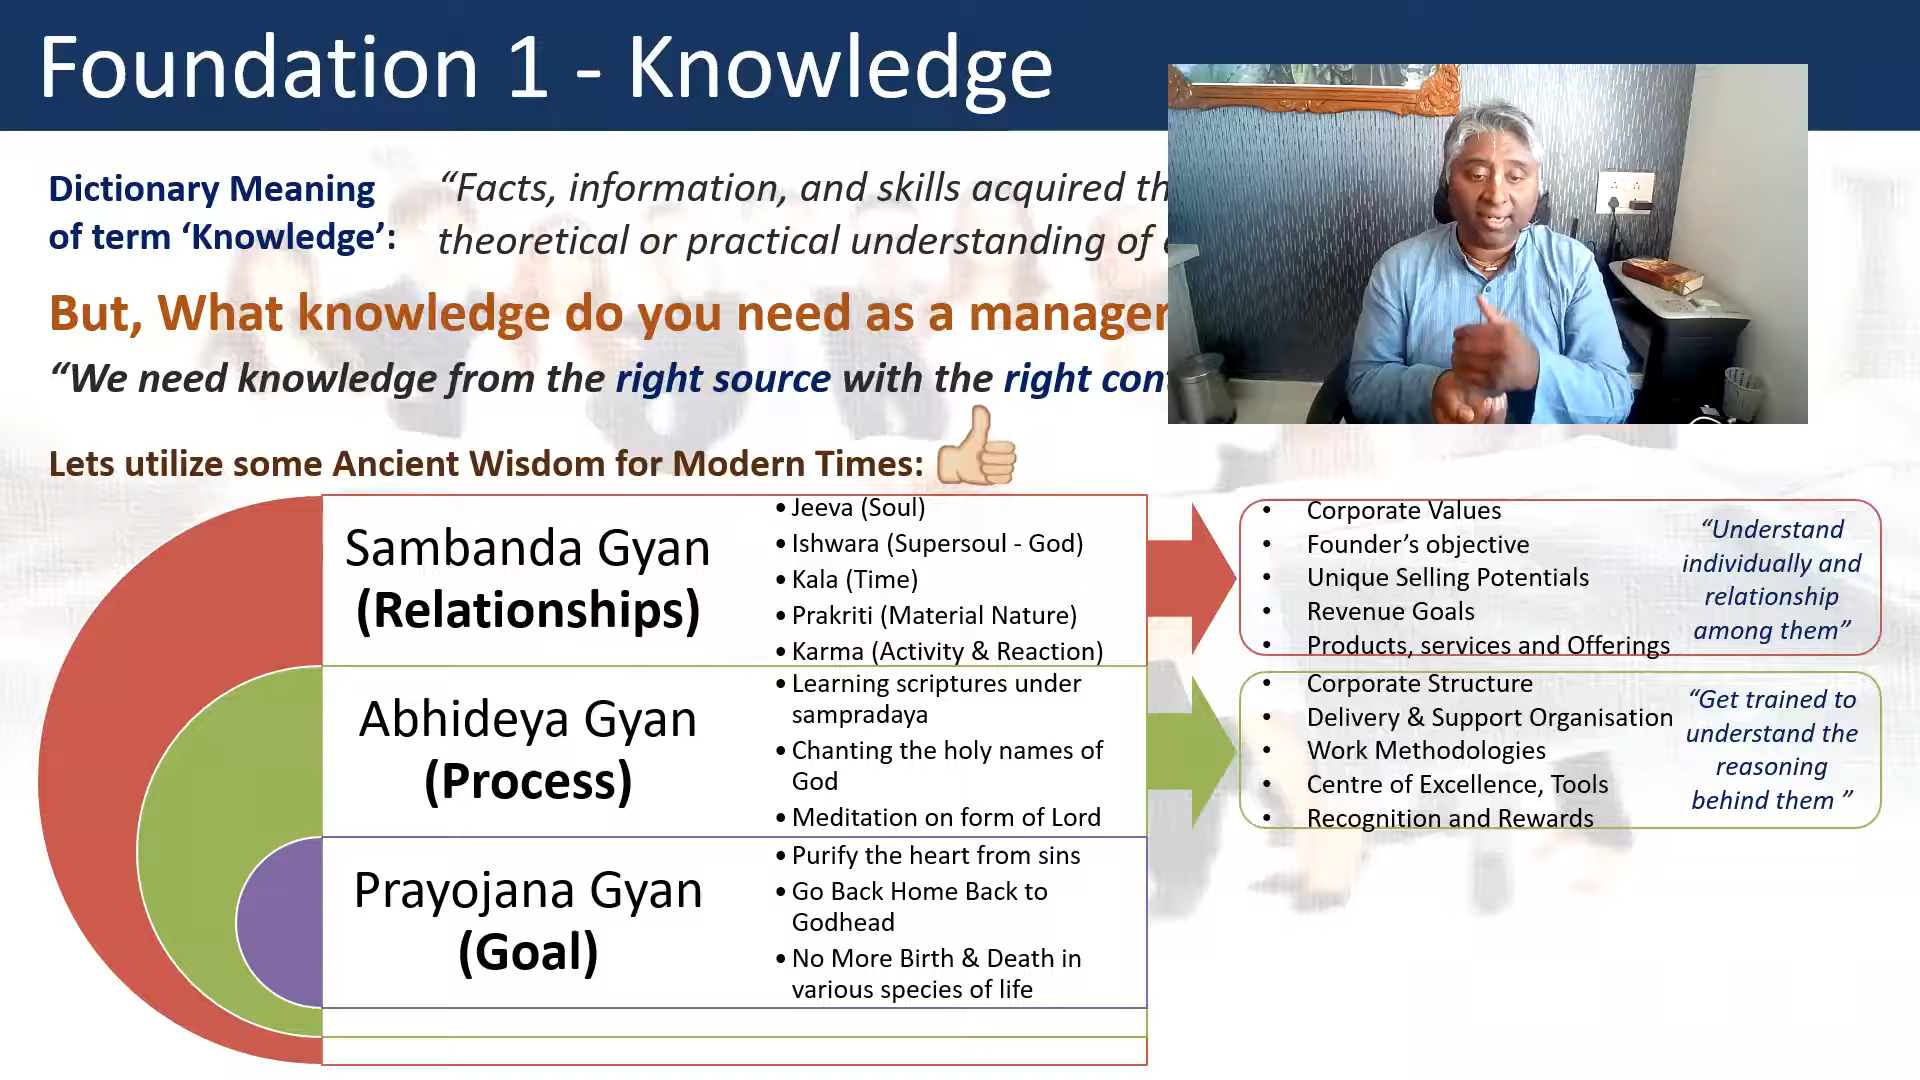 Foundation 1 - Knowledge
Dictionary Meaning
of term ‘Knowledge’:
“Facts, information, and skills acquired
theoretical or practical understanding of
But, What knowledge do you need as a manager
“We need knowledge from the right source with the right
Lets utilize some Ancient Wisdom for Modern Times:
Sambanda Gyan
(Relationships)
• Jeeva (Soul)
• Ishwara (Supersoul - God)
• Kala (Time)
• Prakriti (Material Nature)
• Karma (Activity & Reaction)
• Corporate Values
• Founder’s objective
• Unique Selling Potentials
• Revenue Goals
• Products, services and Offerings
“Understand
individually and
relationship
among them”
Abhideya Gyan
(Process)
• Learning scriptures under
sampradaya
• Chanting the holy names of
God
• Meditation on form of Lord
• Corporate Structure
• Delivery & Support Organisation
• Work Methodologies
• Centre of Excellence, Tools
• Recognition and Rewards
“Get trained to
understand the
reasoning
behind them ”
Prayojana Gyan
(Goal)
• Purify the heart from sins
• Go Back Home Back to
Godhead
• No More Birth & Death in
various species of life